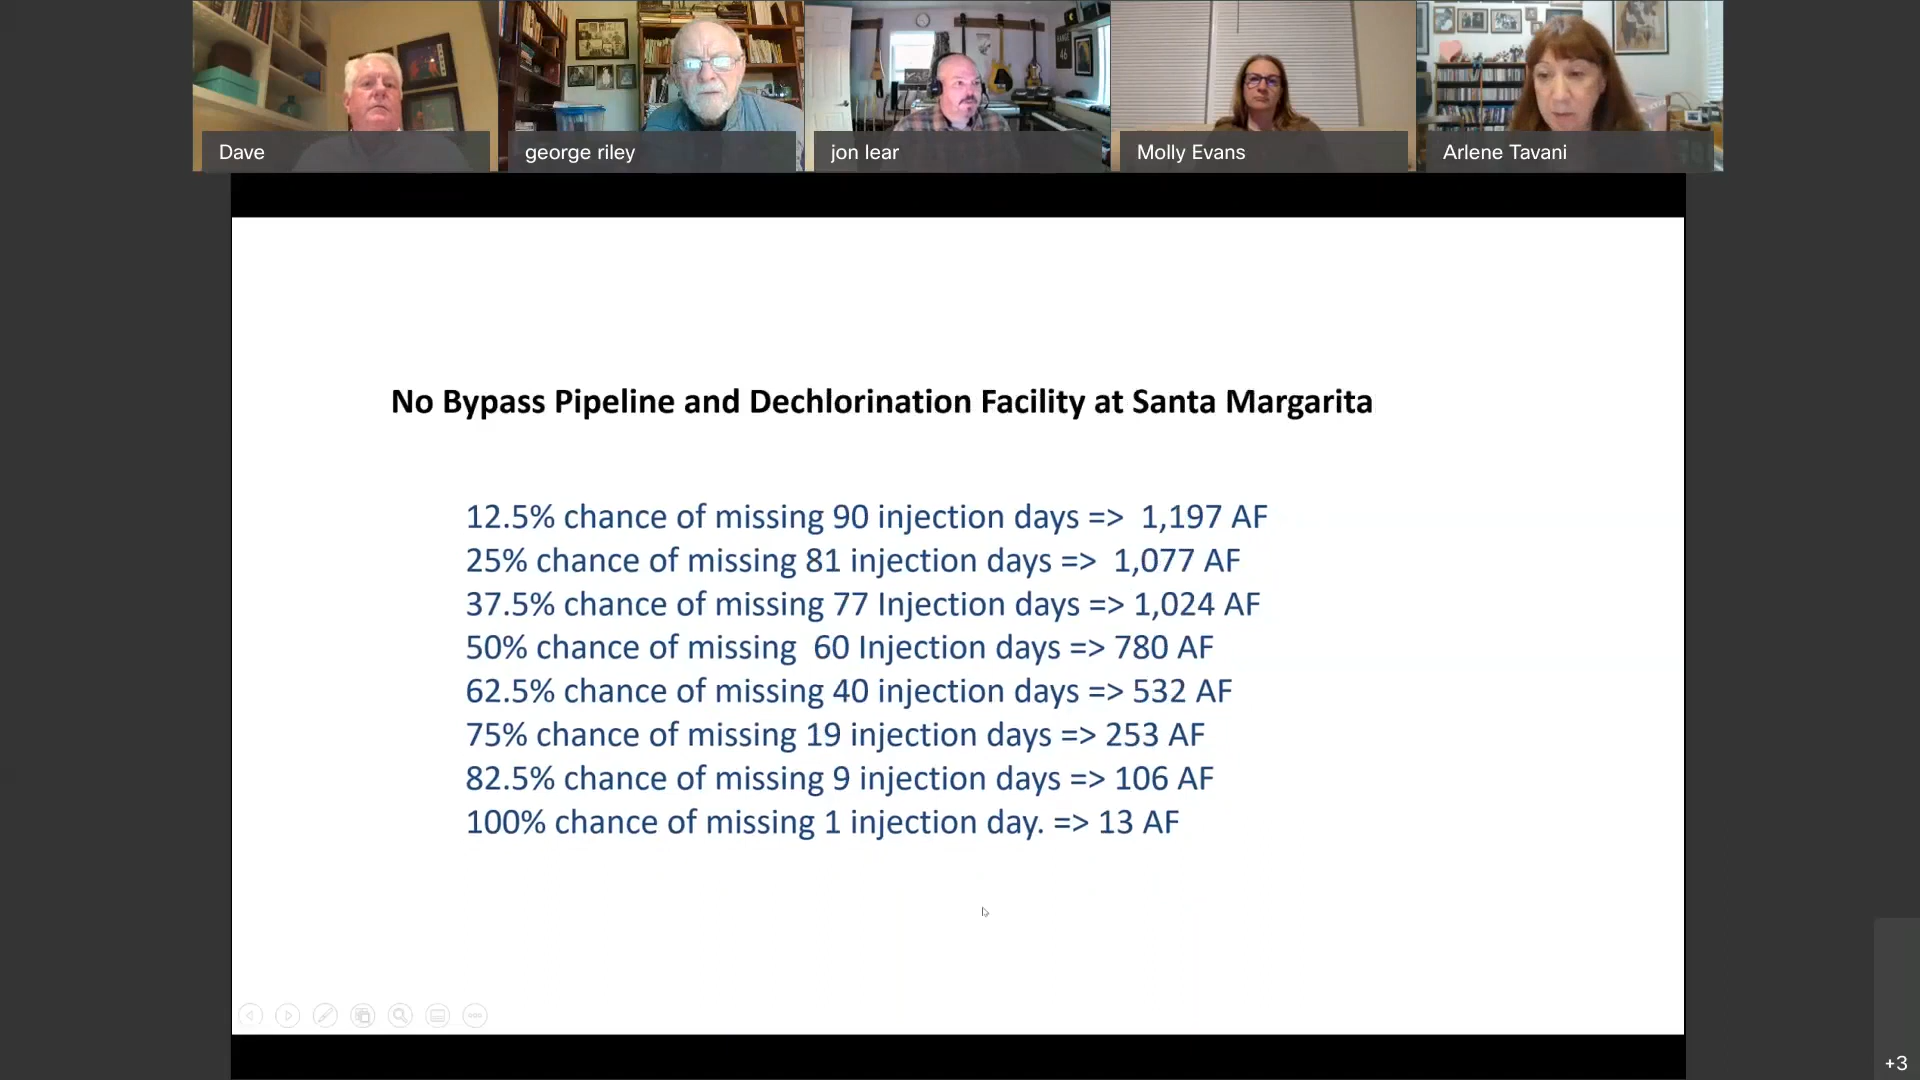 Dave
george riley
jon lear
Molly Evans
Arlene Tavani
No Bypass Pipeline and Dechlorination Facility at Santa Margarita
12.5% chance of missing 90 injection days => 1,197 AF
25% chance of missing 81 injection days => 1,077 AF
37.5% chance of missing 77 Injection days => 1,024 AF
50% chance of missing 60 Injection days => 780 AF
62.5% chance of missing 40 injection days => 532 AF
75% chance of missing 19 injection days => 253 AF
82.5% chance of missing 9 injection days => 106 AF
100% chance of missing 1 injection day. => 13 AF
+3